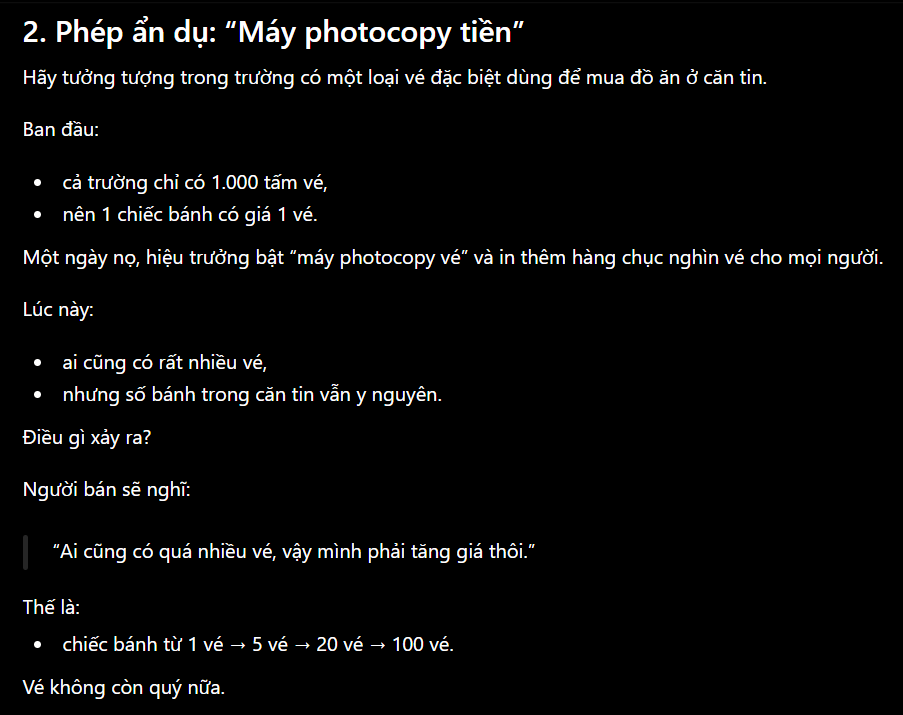 2. Phép ẩn dụ: “Máy photocopy tiền”
Hãy tưởng tượng trong trường có một loại vé đặc biệt dùng để mua đồ ăn ở căn tin.
Ban đầu:
• cả trường chỉ có 1.000 tấm vé,
• nên 1 chiếc bánh có giá 1 vé.
Một ngày nọ, hiệu trưởng bật “máy photocopy vé” và in thêm hàng chục nghìn vé cho mọi người.
Lúc này:
• ai cũng có rất nhiều vé,
• nhưng số bánh trong căn tin vẫn y nguyên.
Điều gì xảy ra?
Người bán sẽ nghĩ:
“Ai cũng có quá nhiều vé, vậy mình phải tăng giá thôi.”
Thế là:
• chiếc bánh từ 1 vé → 5 vé → 20 vé → 100 vé.
Vé không còn quý nữa.